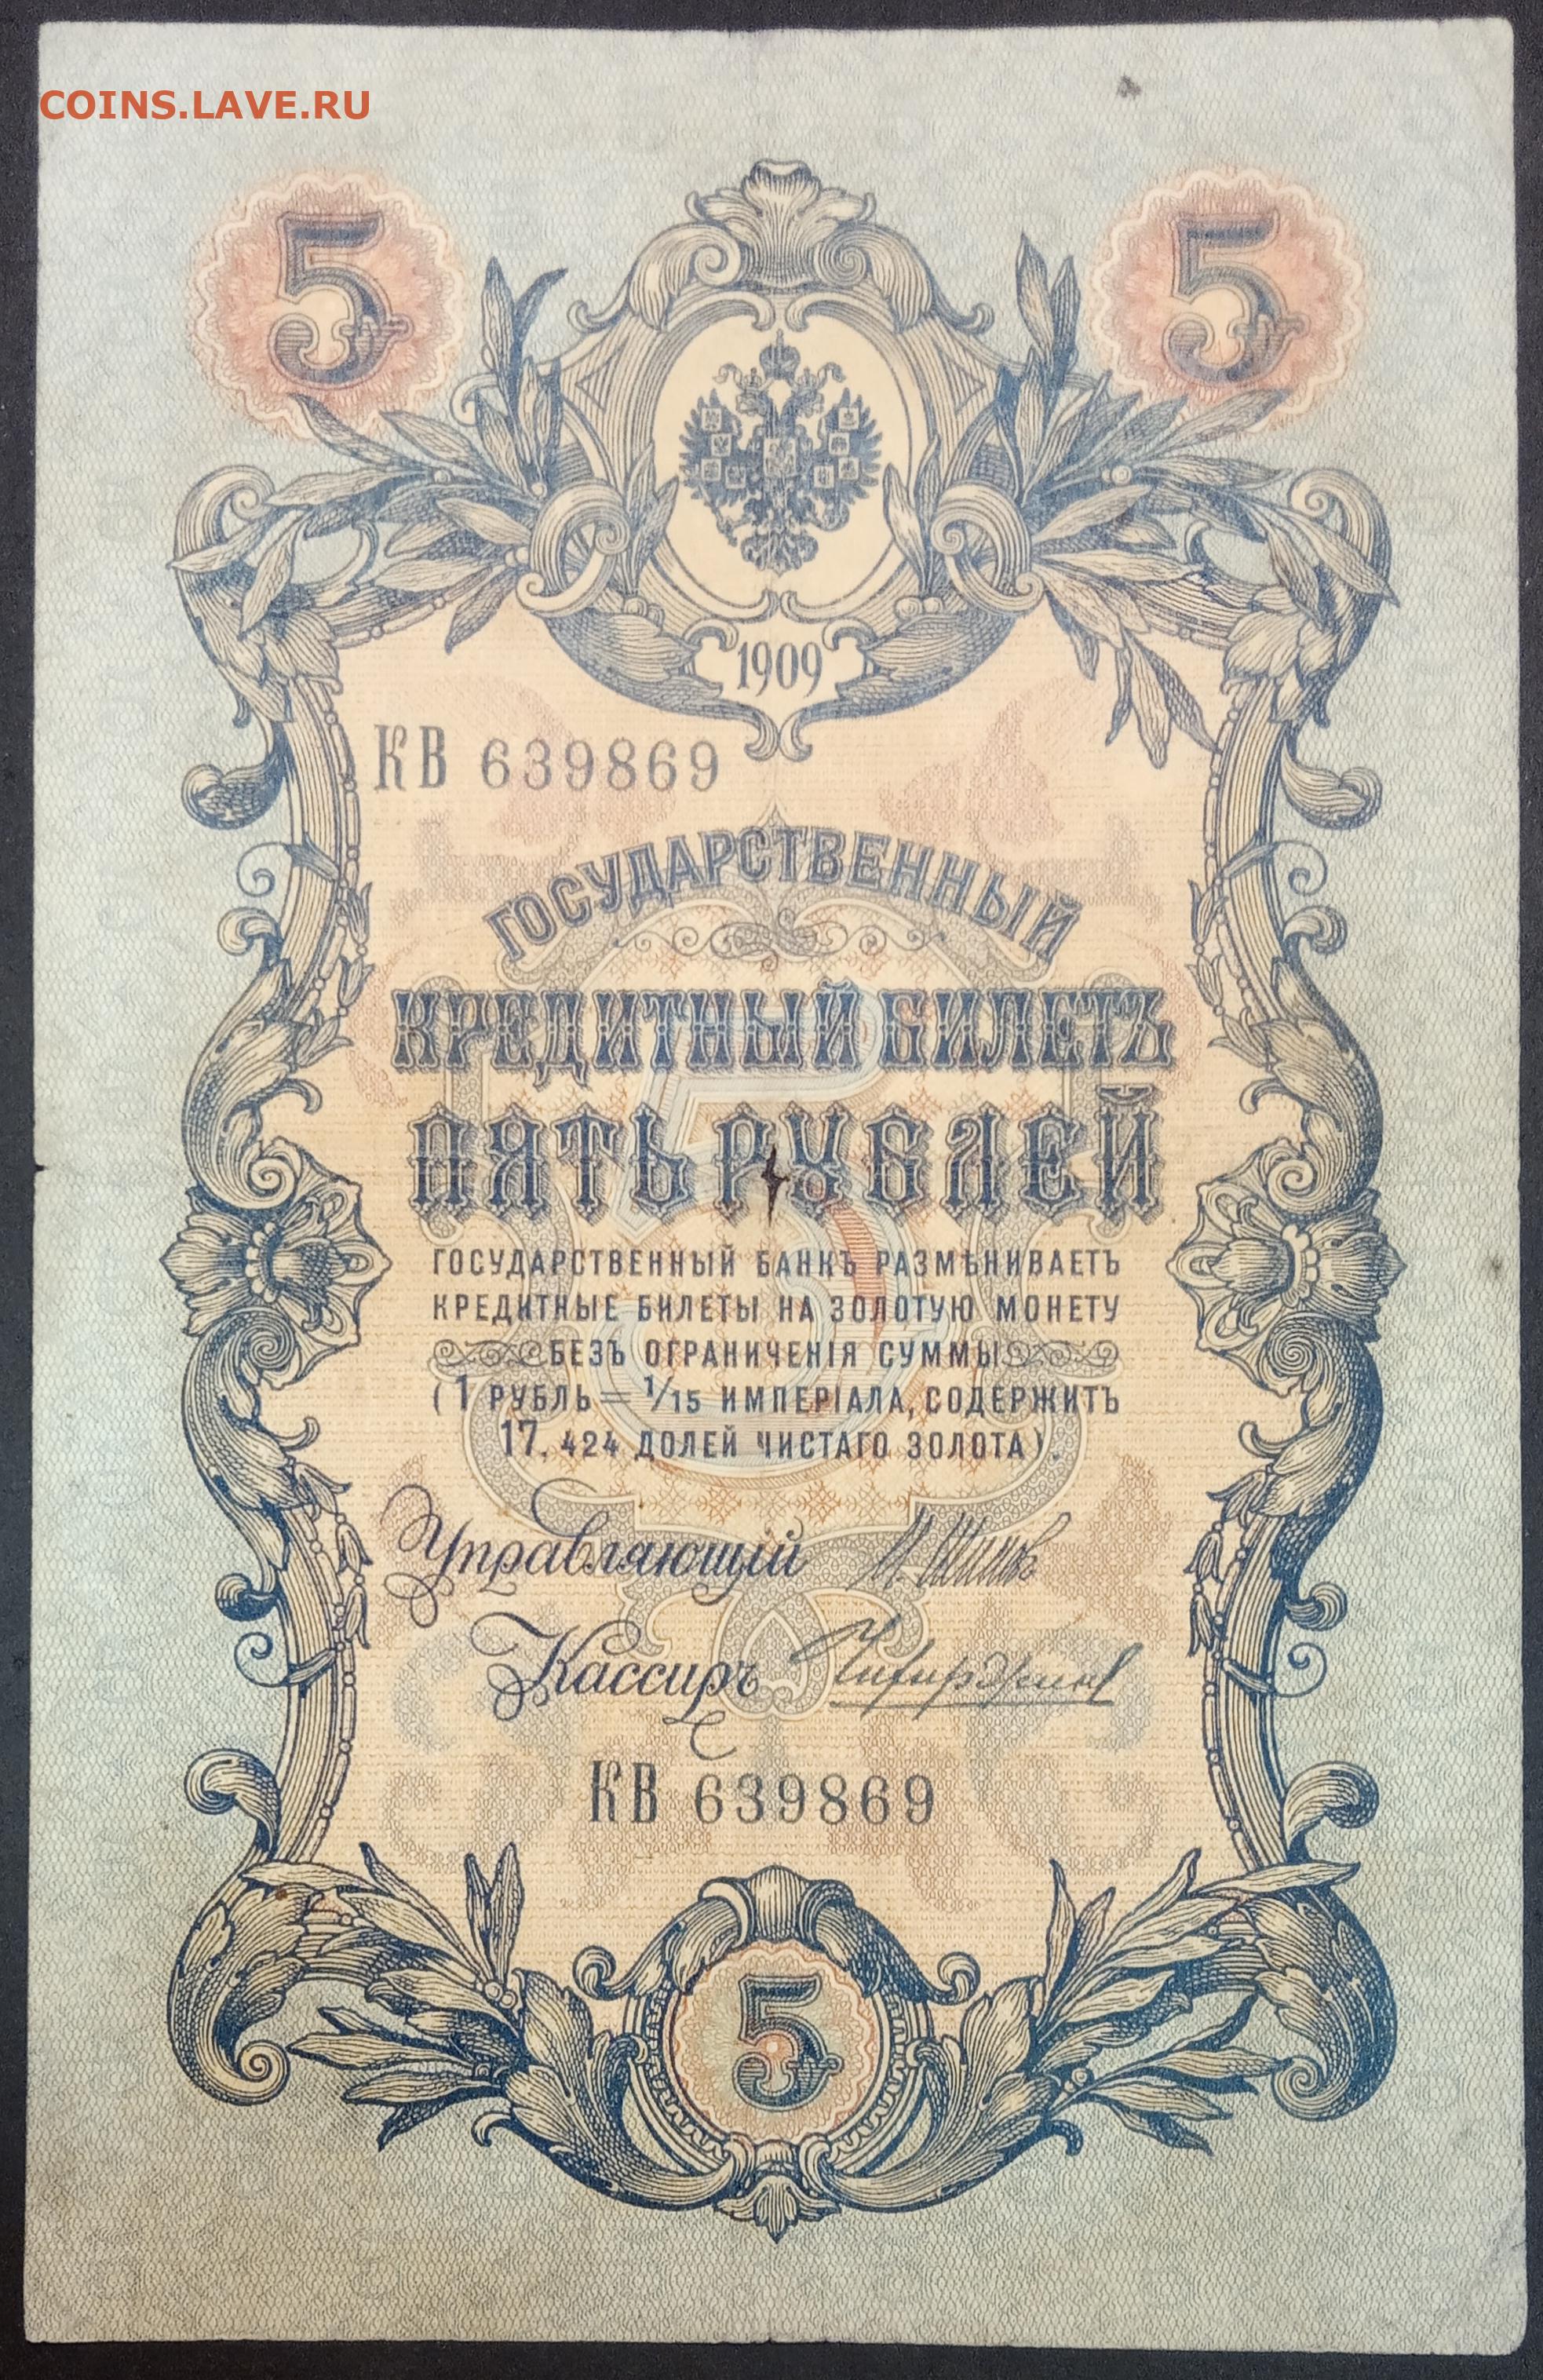 COINS.LAVE.RU
5 5
1909
КВ 639869
ГОСУДАРСТВЕННЫЙ
КРЕДИТНЫЙ БИЛЕТЪ
ПЯТЬ РУБЛЕЙ
5
ГОСУДАРСТВЕННЫЙ БАНКЪ РАЗМѢНИВАЕТЪ
КРЕДИТНЫЕ БИЛЕТЫ НА ЗОЛОТУЮ МОНЕТУ
БЕЗЪ ОГРАНИЧЕНІЯ СУММЫ
(1 РУБЛЬ = 1/15 ИМПЕРІАЛА, СОДЕРЖИТЪ
17, 424 ДОЛЕЙ ЧИСТАГО ЗОЛОТА).
Управляющій И. Шипов
Кассиръ
КВ 639869
5